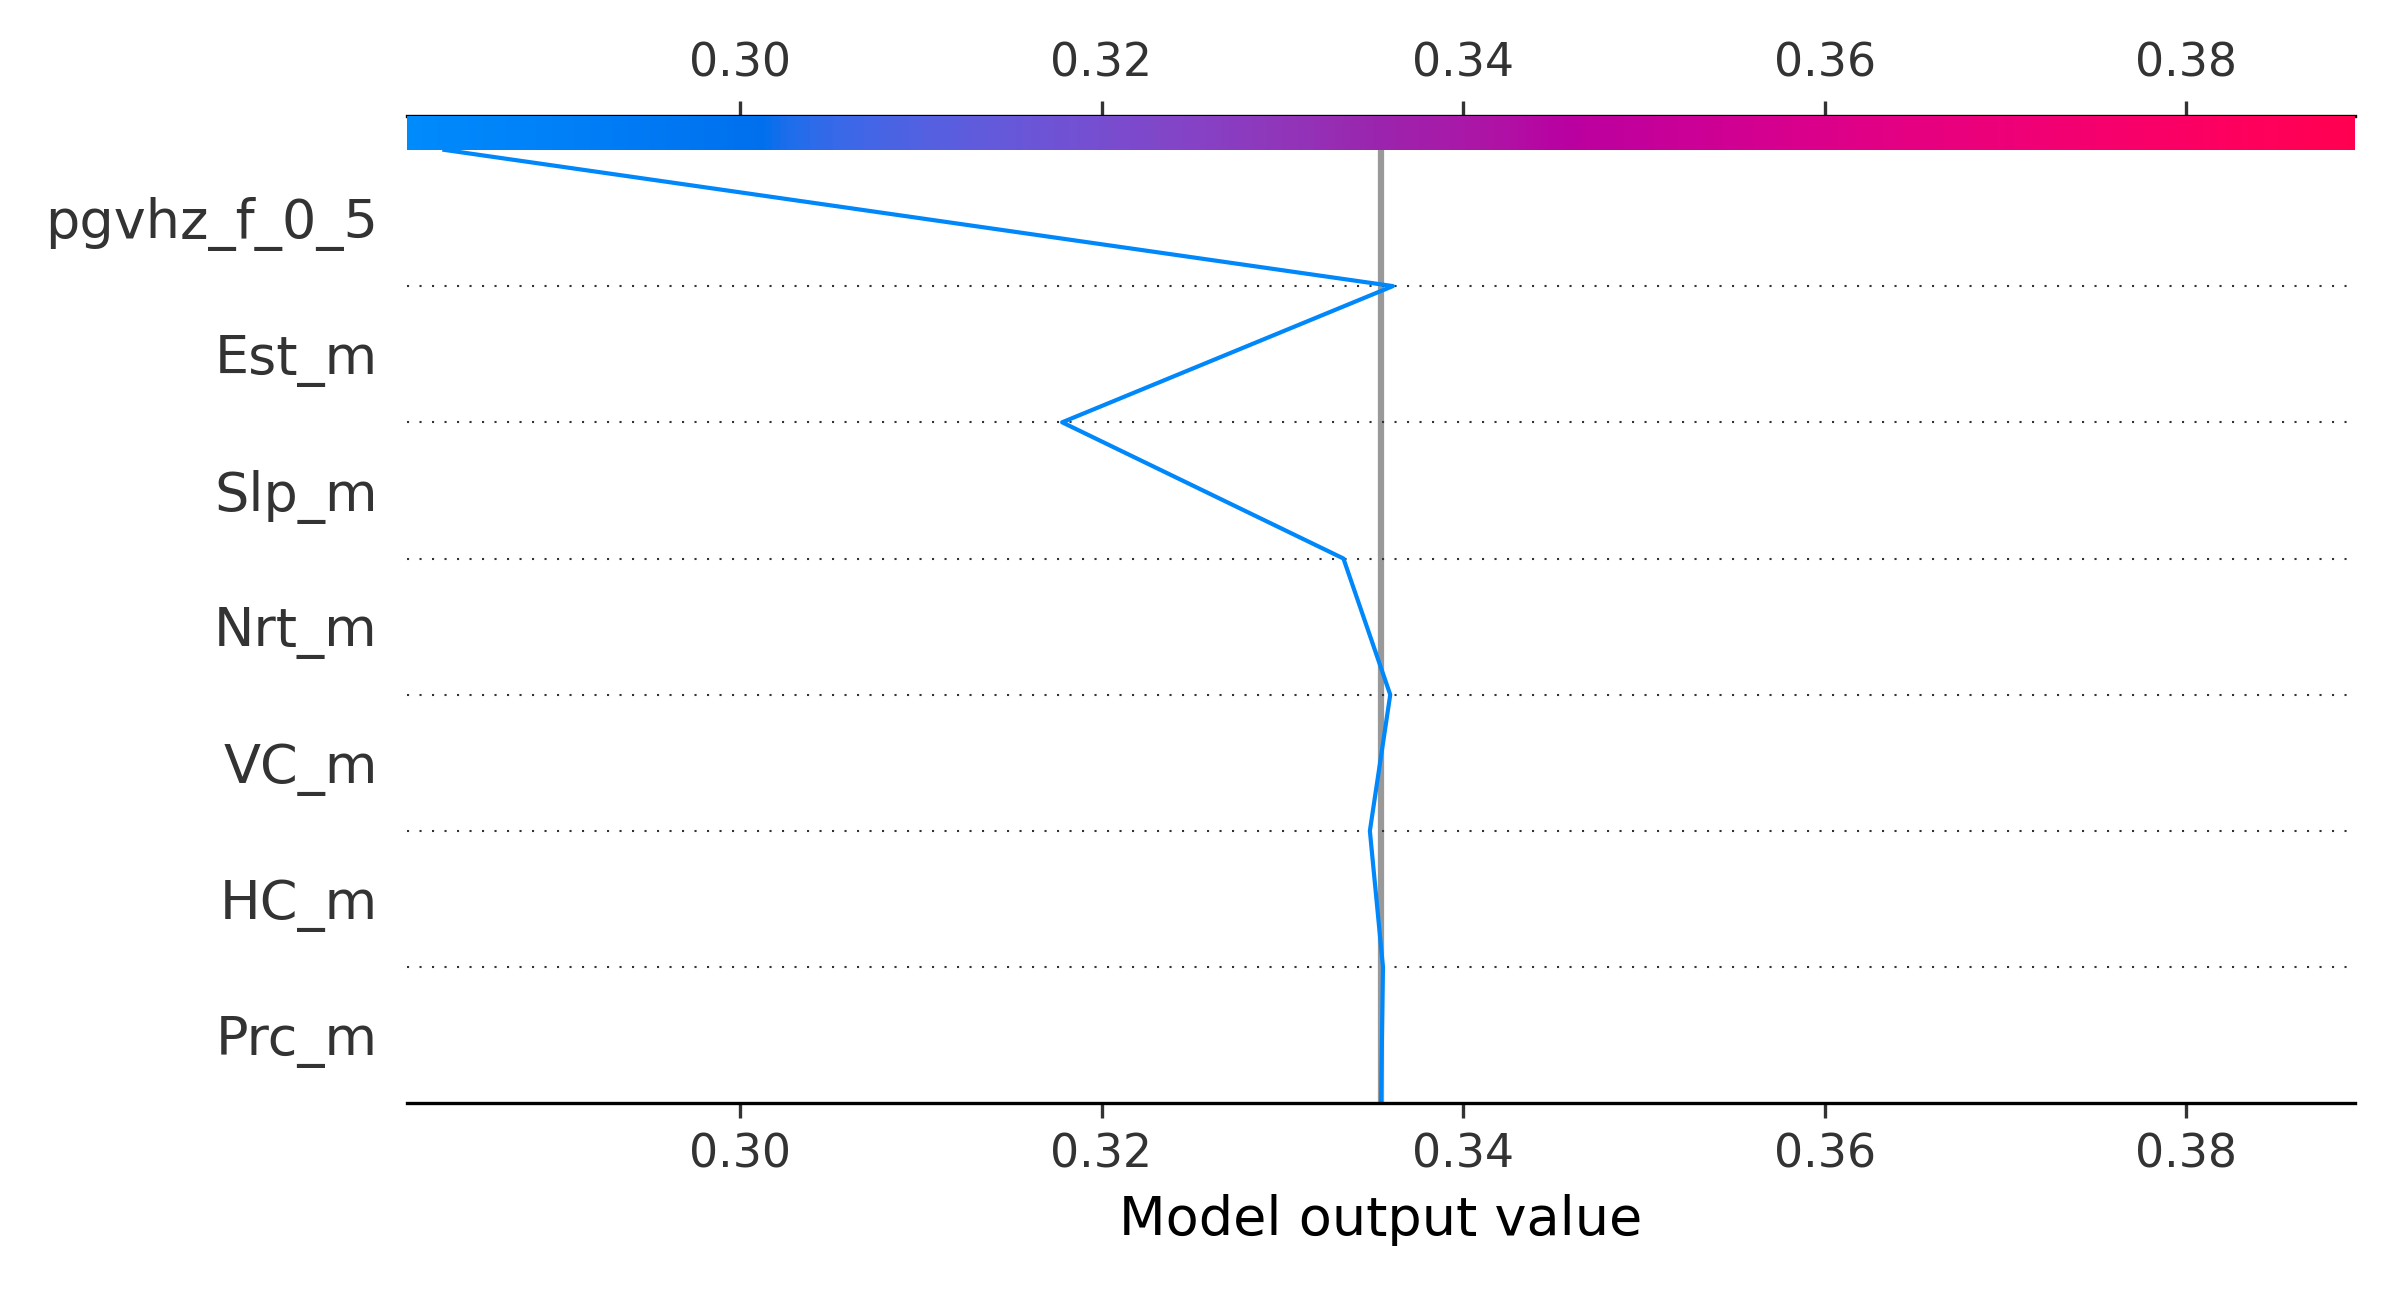 0.30 0.32 0.34 0.36 0.38
pgvhz_f_0_5
Est_m
Slp_m
Nrt_m
VC_m
HC_m
Prc_m
0.30 0.32 0.34 0.36 0.38
Model output value